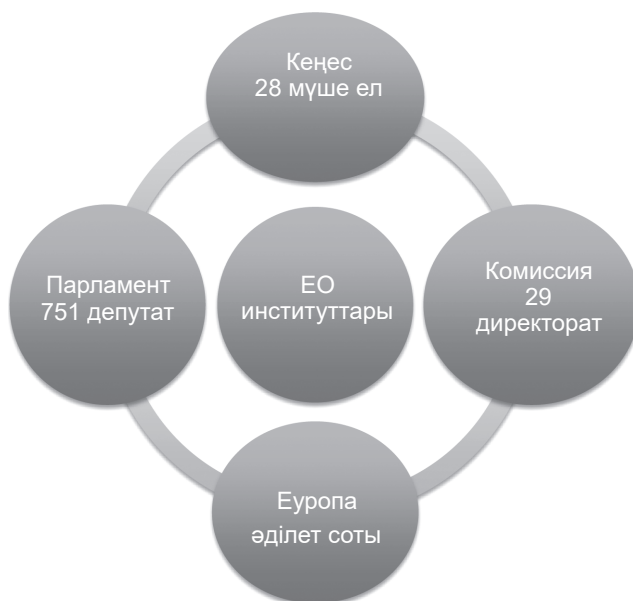 Кеңес
28 мүше ел
Парламент
751 депутат
ЕО
институттары
Комиссия
29
директорат
Еуропа
әділет соты